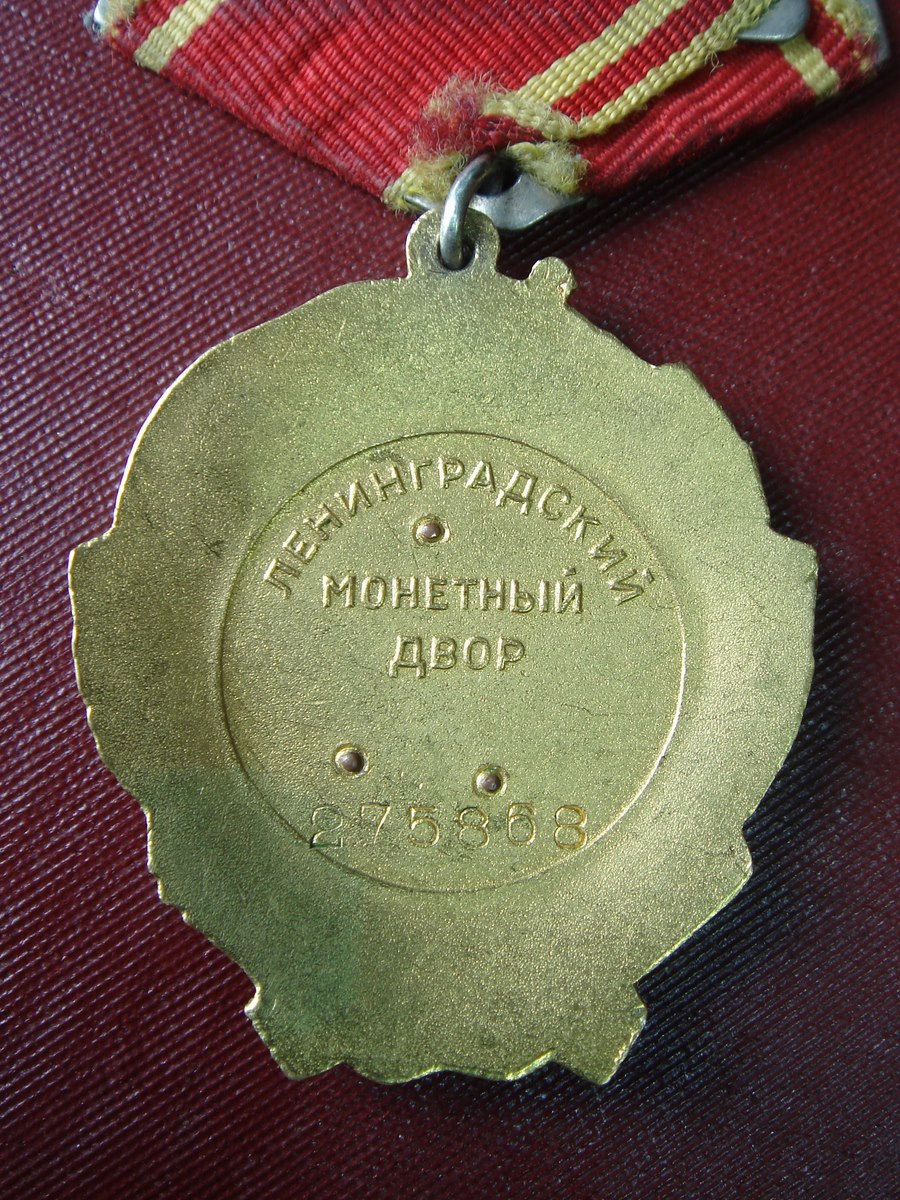 ЛЕНИНГРАДСКИЙ
МОНЕТНЫЙ
ДВОР
275868